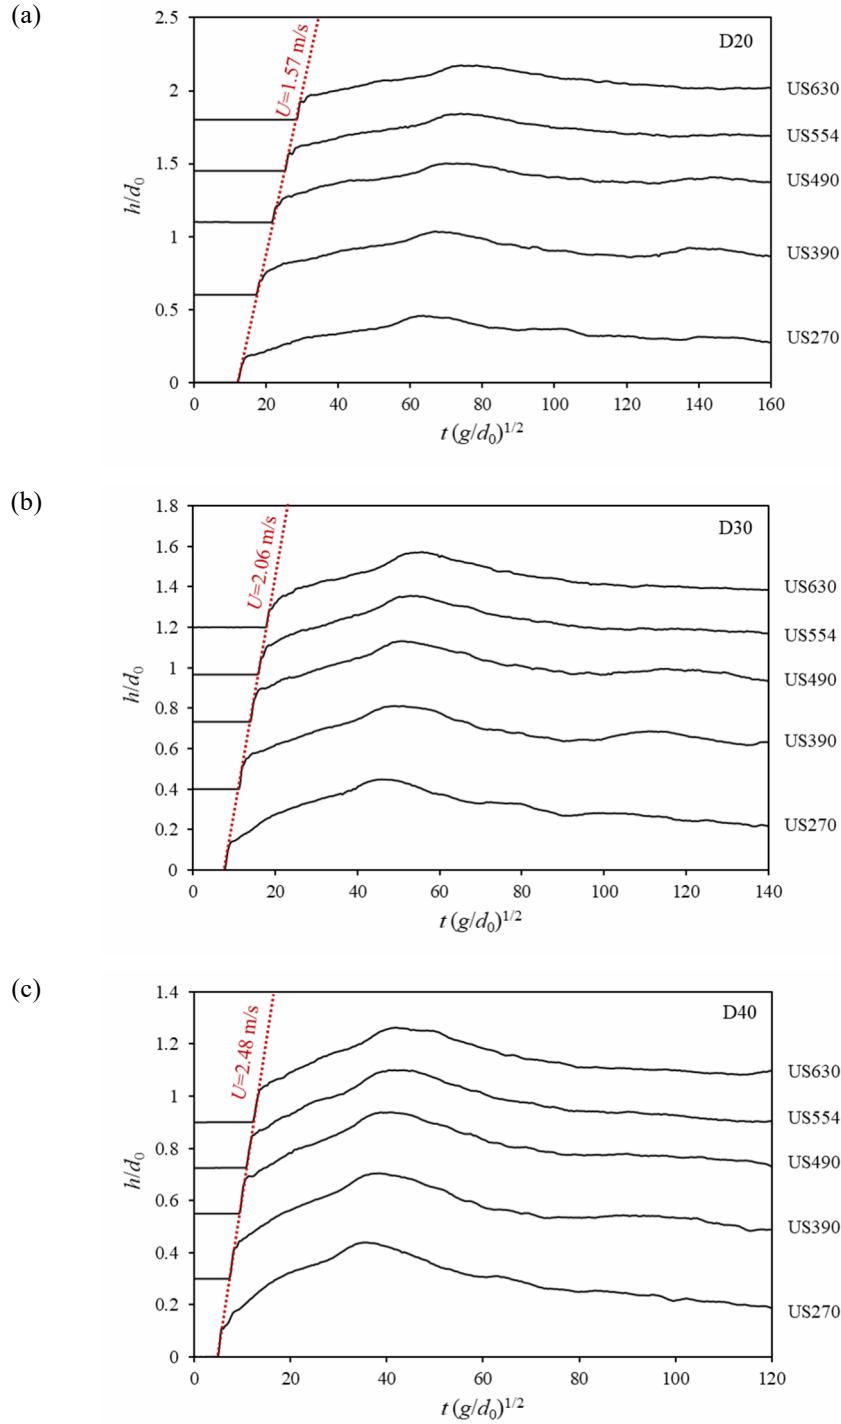 (a)
2.5
2
1.5
1
0.5
0
h/d₀
U=1.57 m/s
D20
US630
US554
US490
US390
US270
0 20 40 60 80 100 120 140 160
t (g/d₀)^1/2
(b)
1.8
1.6
1.4
1.2
1
0.8
0.6
0.4
0.2
0
h/d₀
U=2.06 m/s
D30
US630
US554
US490
US390
US270
0 20 40 60 80 100 120 140
t (g/d₀)^1/2
(c)
1.4
1.2
1
0.8
0.6
0.4
0.2
0
h/d₀
U=2.48 m/s
D40
US630
US554
US490
US390
US270
0 20 40 60 80 100 120
t (g/d₀)^1/2